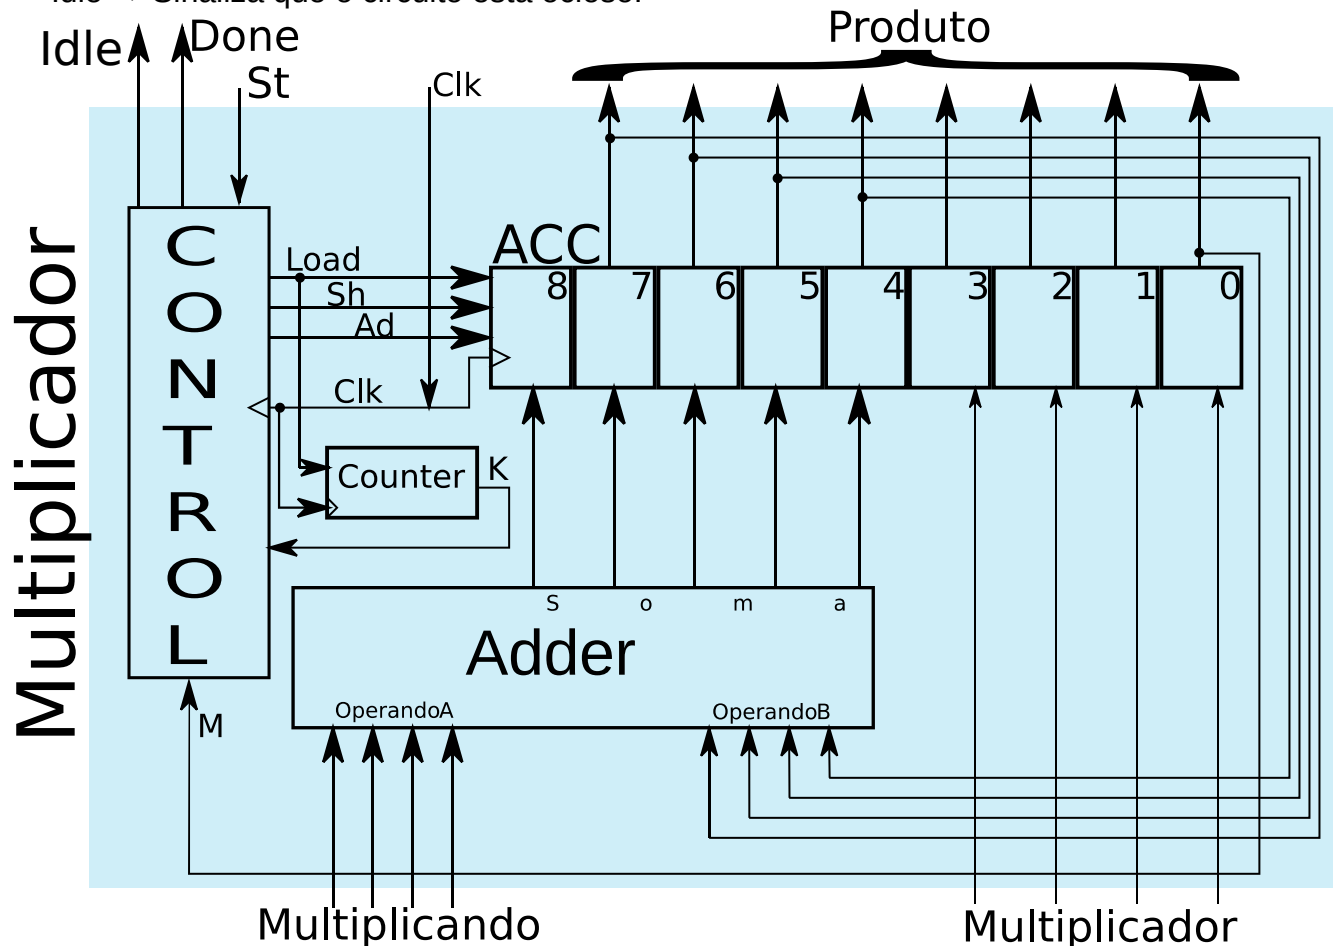 Idle
Done
St
Clk
Produto
Multiplicador
CONTROL
Load
Sh
Ad
Clk
ACC
8 7 6 5 4 3 2 1 0
Counter
K
S o m a
Adder
OperandoA
OperandoB
M
Multiplicando
Multiplicador